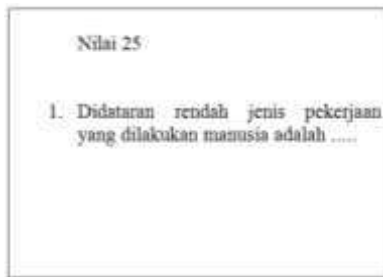 Nilai 25
1. Didataran rendah jenis pekerjaan
yang dilakukan manusia adalah .....